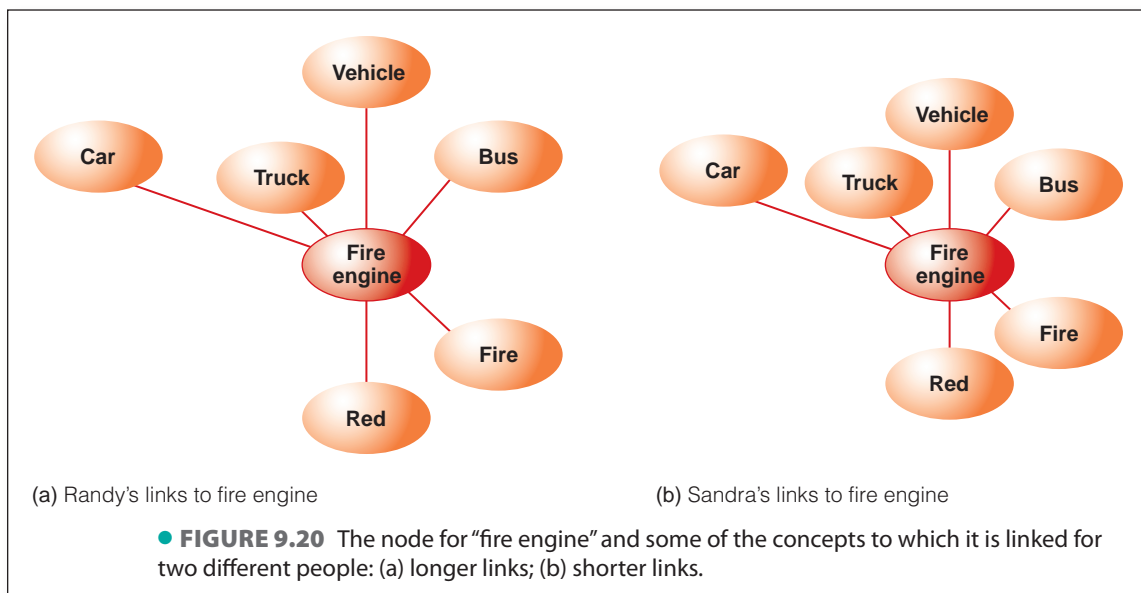 Vehicle
Car
Truck
Bus
Fire
engine
Fire
Red
(a) Randy's links to fire engine
Vehicle
Car
Truck
Bus
Fire
engine
Fire
Red
(b) Sandra's links to fire engine
● FIGURE 9.20 The node for “fire engine” and some of the concepts to which it is linked for
two different people: (a) longer links; (b) shorter links.